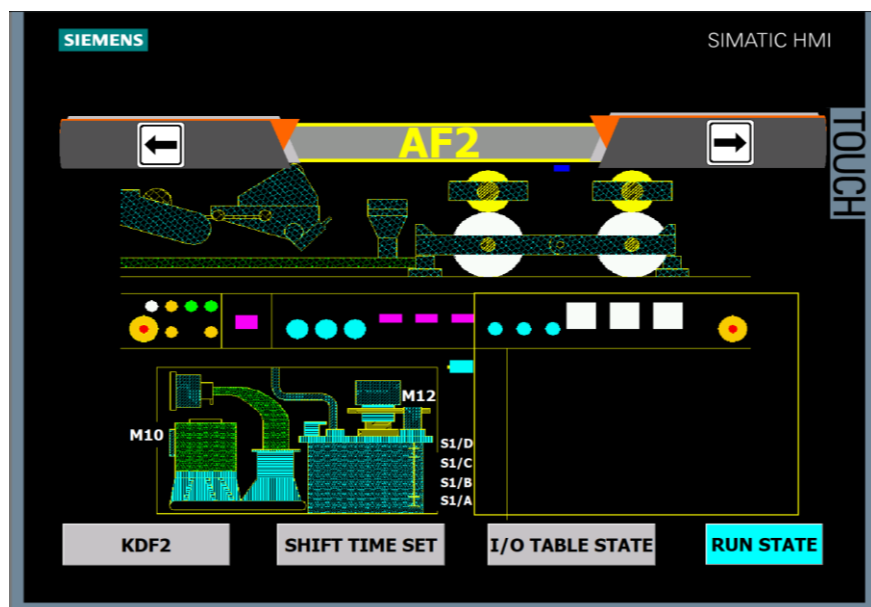 SIEMENS
SIMATIC HMI
TOUCH
AF2
M12
M10
S1/D
S1/C
S1/B
S1/A
KDF2
SHIFT TIME SET
I/O TABLE STATE
RUN STATE